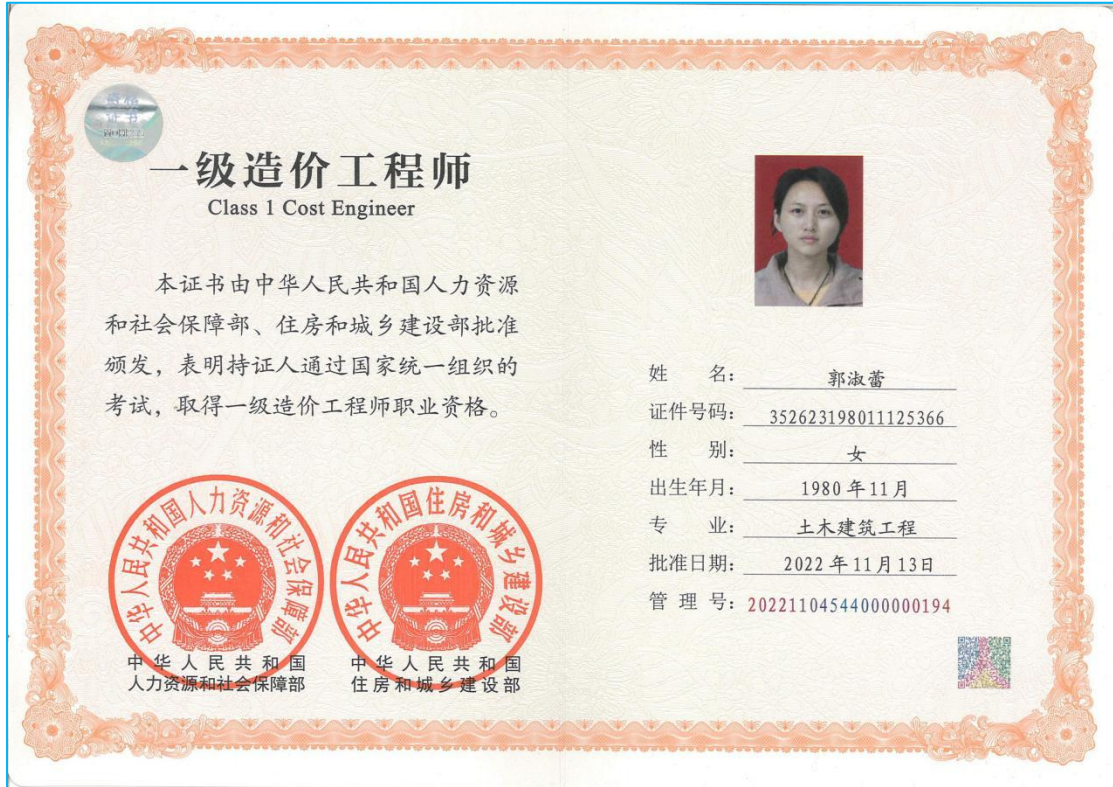 一级造价工程师
Class 1 Cost Engineer
本证书由中华人民共和国人力资源
和社会保障部、住房和城乡建设部批准
颁发，表明持证人通过国家统一组织的
考试，取得一级造价工程师职业资格。
中华人民共和国人力资源和社会保障部
中华人民共和国住房和城乡建设部
中华人民共和国
人力资源和社会保障部
中华人民共和国
住房和城乡建设部
姓 名： 郭淑蕾
证件号码： 352623198011125366
性 别： 女
出生年月： 1980年11月
专 业： 土木建筑工程
批准日期： 2022年11月13日
管 理 号： 20221104544000000194